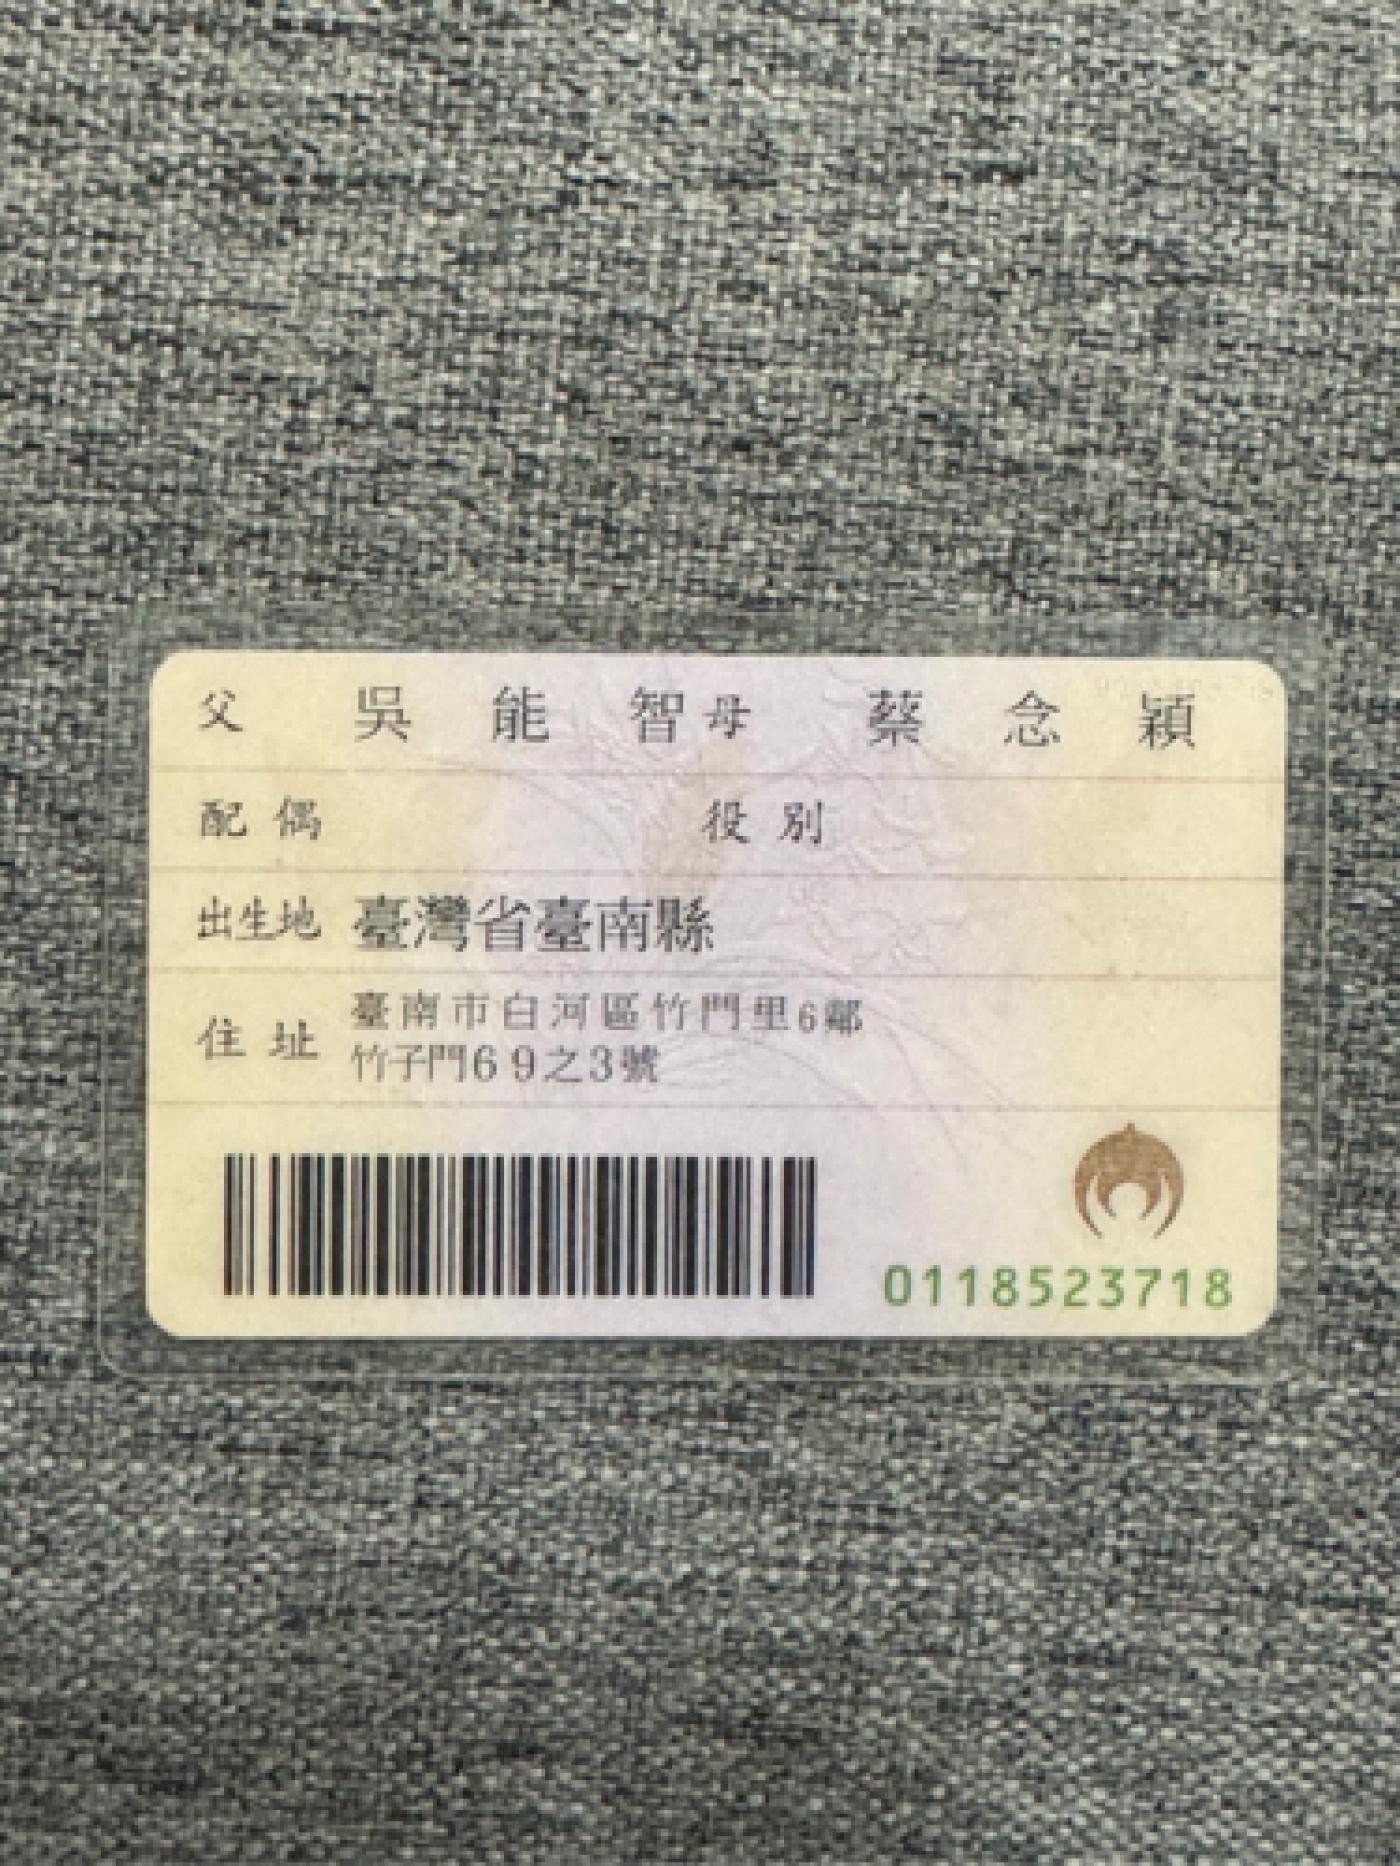 父 吳能智 母 蔡念穎
配偶 役別
出生地 臺灣省臺南縣
住址 臺南市白河區竹門里6鄰
竹子門69之3號
0118523718